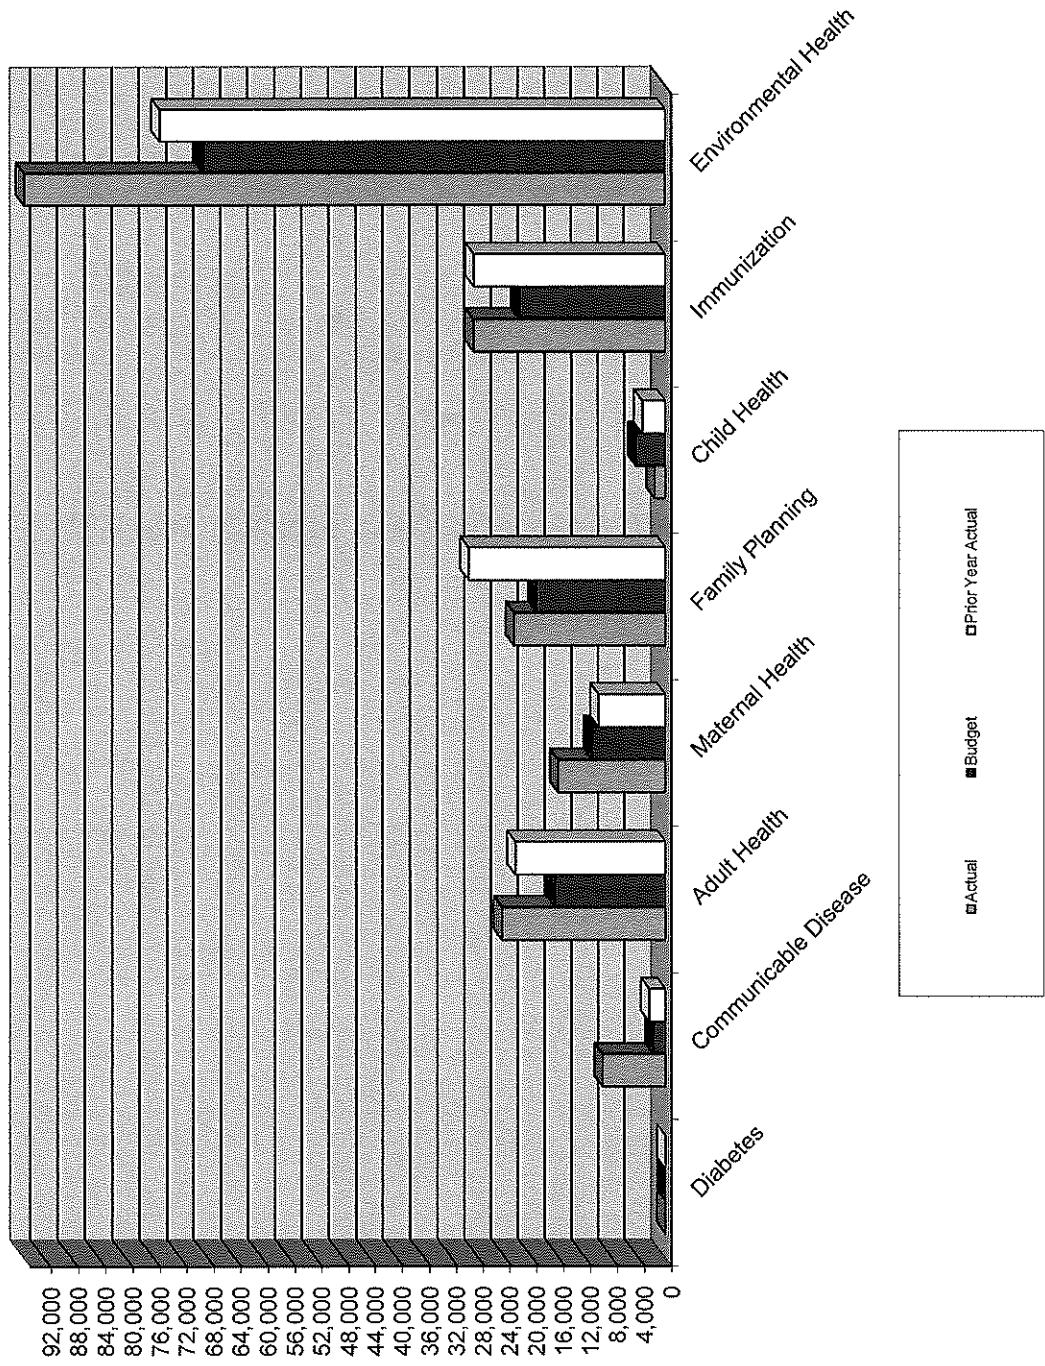 92,000
88,000
84,000
80,000
76,000
72,000
68,000
64,000
60,000
56,000
52,000
48,000
44,000
40,000
36,000
32,000
28,000
24,000
20,000
16,000
12,000
8,000
4,000
0
Diabetes
Communicable Disease
Adult Health
Maternal Health
Family Planning
Child Health
Immunization
Environmental Health
Actual
Budget
Prior Year Actual